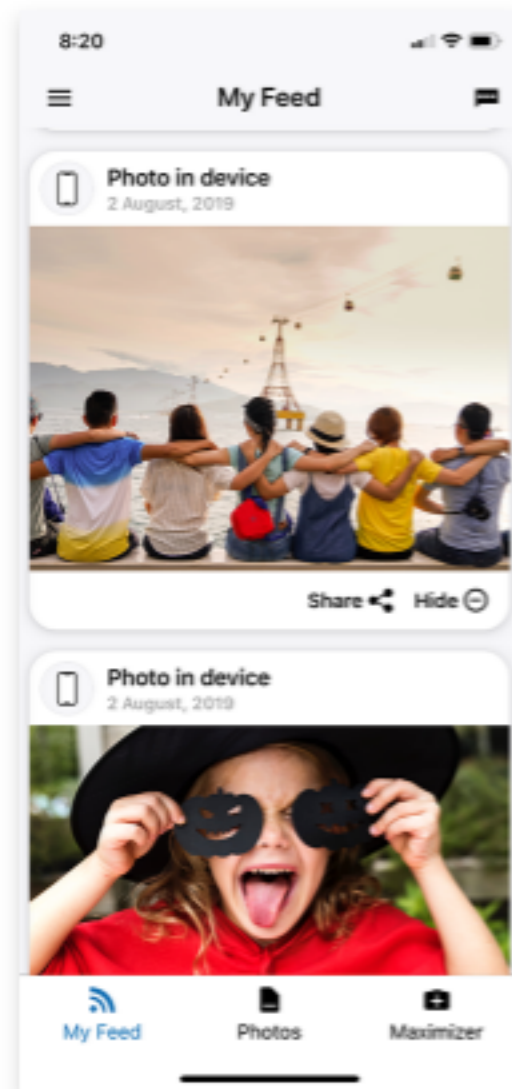 8:20
My Feed
Photo in device
2 August, 2019
Share Hide
Photo in device
2 August, 2019
My Feed Photos Maximizer